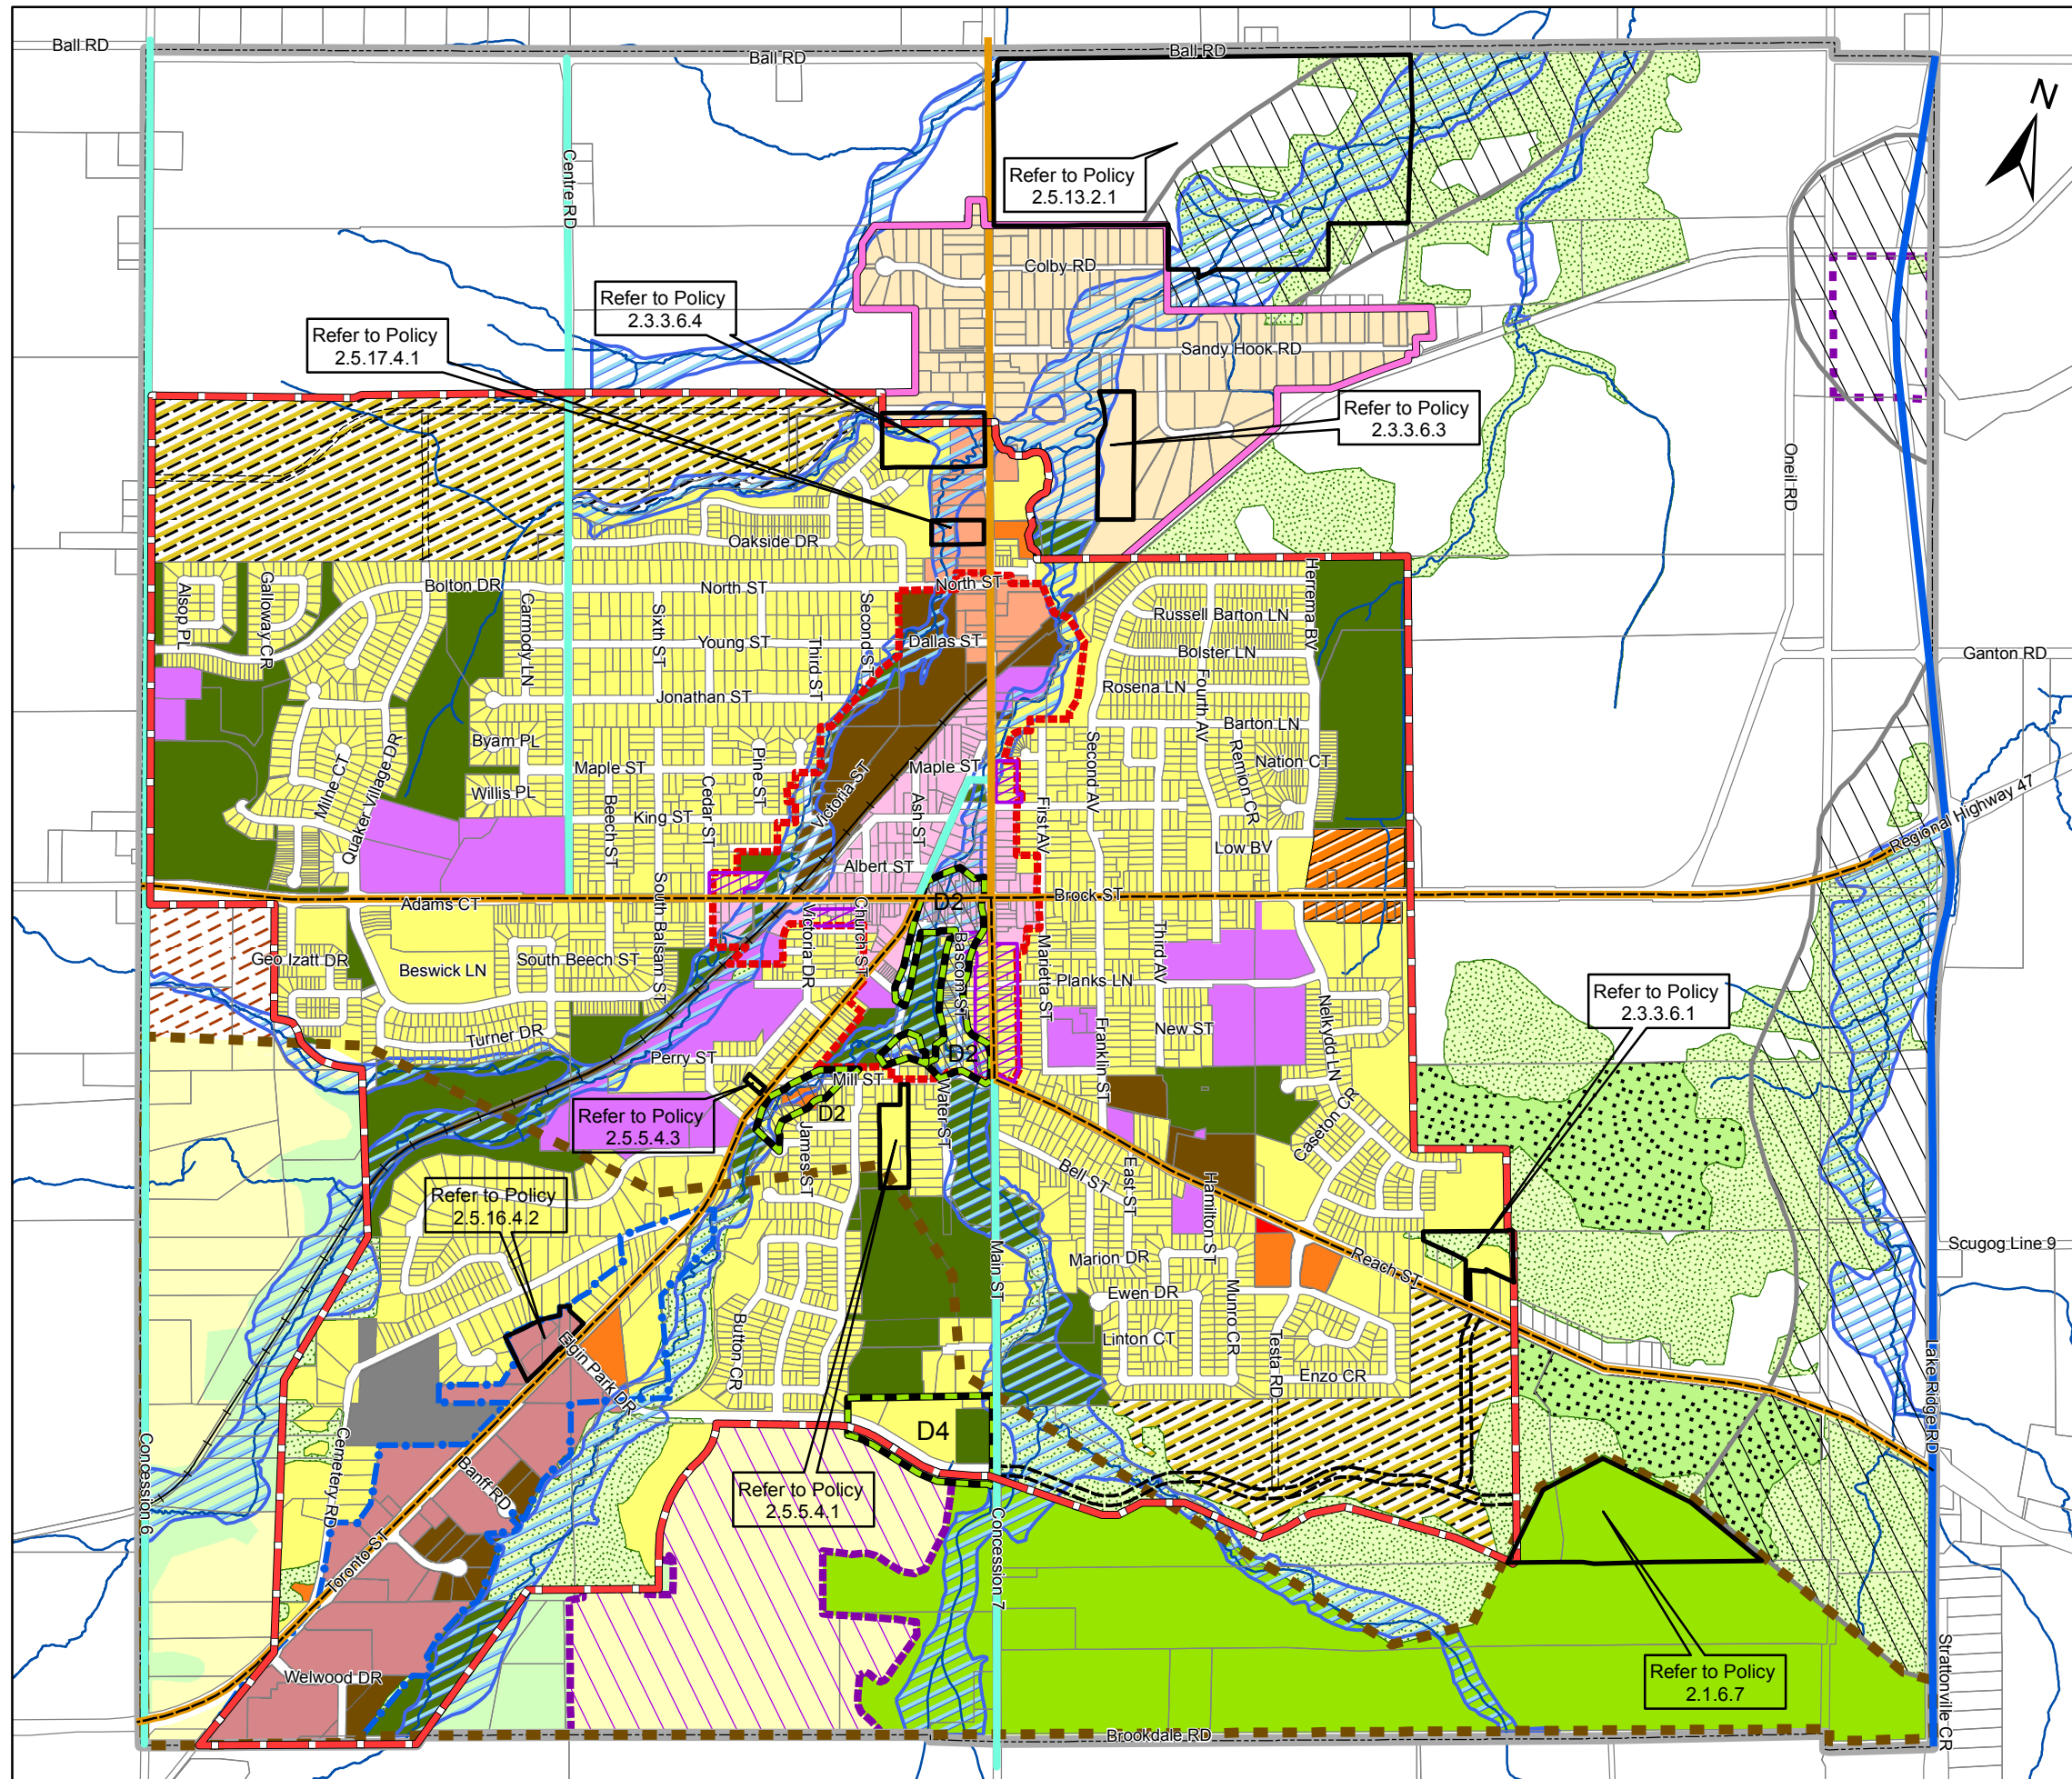 Ball RD
Ball RD
Ball RD
N
Centre RD
Refer to Policy
2.5.13.2.1
Colby RD
Refer to Policy
2.3.3.6.4
Refer to Policy
2.5.17.4.1
Sandy Hook RD
Refer to Policy
2.3.3.6.3
Oneil RD
Oakside DR
Alsop PL
Galloway CR
Bolton DR
Carmody LN
North ST
North ST
Sixth ST
Second ST
Third ST
Young ST
Dallas ST
Russell Barton LN
Herrema BV
Bolster LN
Ganton RD
Jonathan ST
Rosena LN
Fourth AV
Barton LN
Milne CT
Quaker Village DR
Byam PL
Willis PL
Maple ST
Pine ST
Cedar ST
Beech ST
King ST
Victoria ST
Maple ST
Ash ST
First AV
Second AV
Remion CR
Nation CT
Low BV
Regional Highway 47
Albert ST
Adams CT
South Balsam ST
Brock ST
D2
Victoria DR
Church ST
Bascom ST
Marietta ST
Third AV
Geo Izatt DR
Beswick LN
South Beech ST
Planks LN
Refer to Policy
2.3.3.6.1
Turner DR
Perry ST
D2
Franklin ST
New ST
Nelkydd LN
Mill ST
Water ST
D2
Refer to Policy
2.5.5.4.3
James ST
Caseton CR
Bell ST
East ST
Hamilton ST
Refer to Policy
2.5.16.4.2
Main ST
Marion DR
Reach ST
Scugog Line 9
Ewen DR
Munro CR
Linton CT
Testa RD
Enzo CR
Button CR
Elgin Park DR
Lake Ridge RD
D4
Concession 6
Cemetery RD
Banff RD
Refer to Policy
2.5.5.4.1
Concession 7
Toronto ST
Welwood DR
Refer to Policy
2.1.6.7
Strattonville CR
Brookdale RD